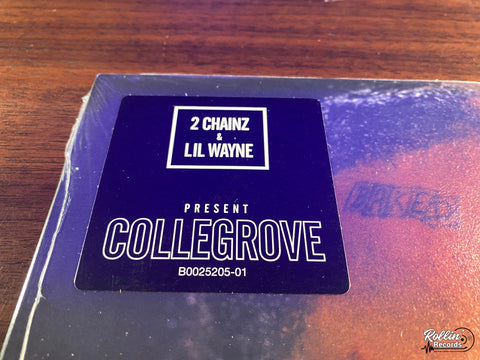 2 CHAINZ
&
LIL WAYNE
PRESENT
COLLEGROVE
B0025205-01
Rollin
Records